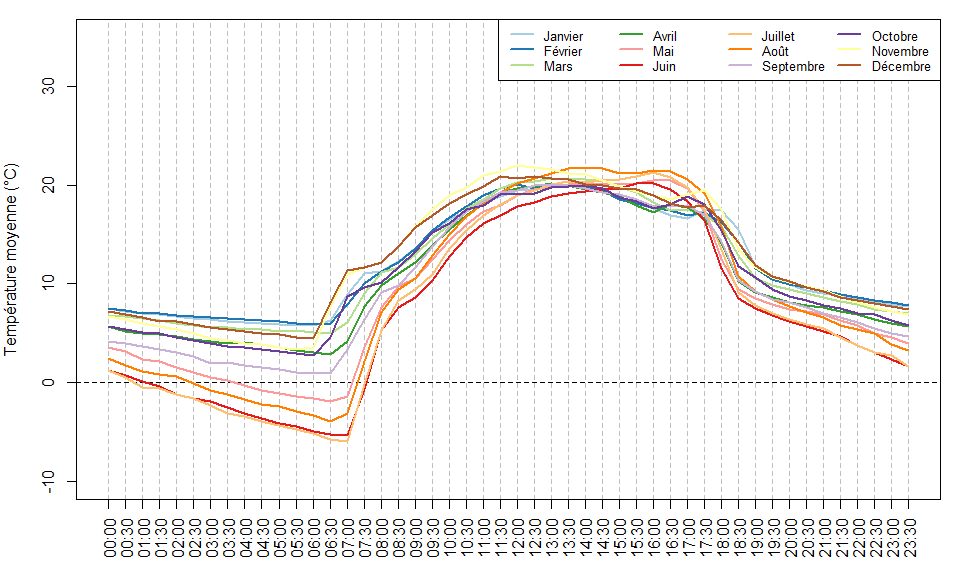 Janvier Avril Juillet Octobre
Février Mai Août Novembre
Mars Juin Septembre Décembre
Température moyenne (°C)
30
20
10
0
-10
00:00 00:30 01:00 01:30 02:00 02:30 03:00 03:30 04:00 04:30 05:00 05:30 06:00 06:30 07:00 07:30 08:00 08:30 09:00 09:30 10:00 10:30 11:00 11:30 12:00 12:30 13:00 13:30 14:00 14:30 15:00 15:30 16:00 16:30 17:00 17:30 18:00 18:30 19:00 19:30 20:00 20:30 21:00 21:30 22:00 22:30 23:00 23:30